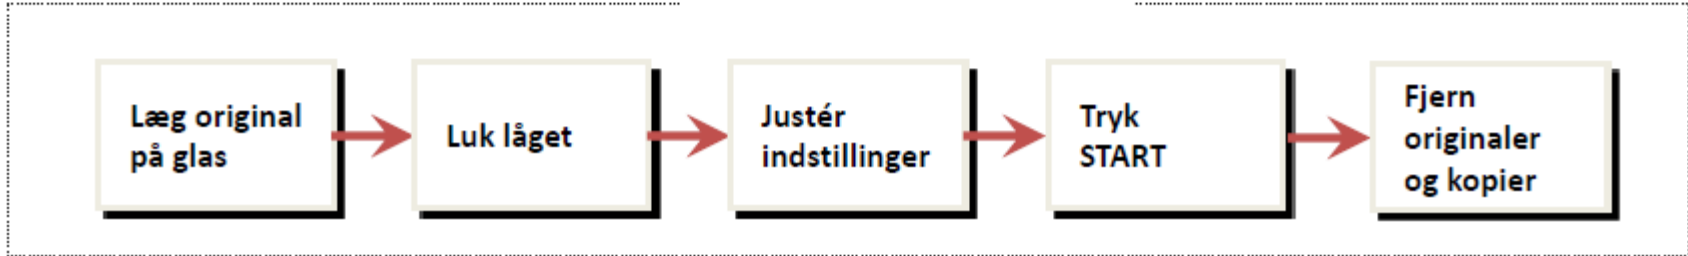 Læg original
på glas
Luk låget
Justér
indstillinger
Tryk
START
Fjern
originaler
og kopier